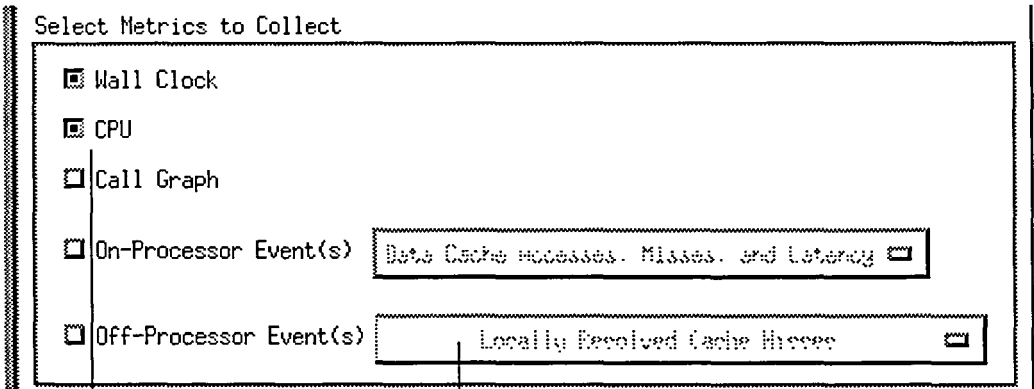 Select Metrics to Collect
Wall Clock
CPU
Call Graph
On-Processor Event(s) Data Cache Accesses, Misses, and Latency
Off-Processor Event(s) Locally Resolved Cache Misses